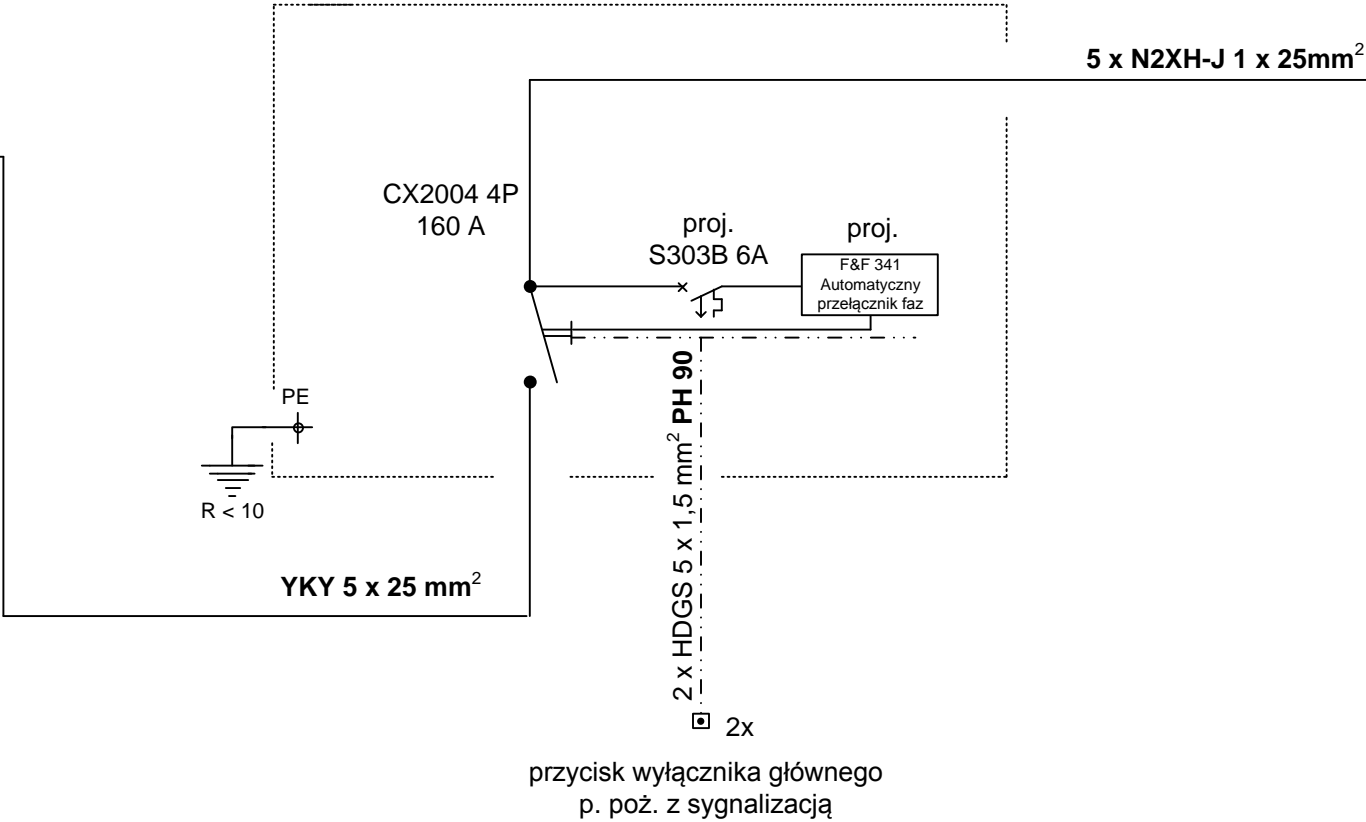 5 x N2XH-J 1 x 25mm²
CX2004 4P
160 A
proj.
S303B 6A
proj.
F&F 341
Automatyczny
przełącznik faz
PE
R < 10
YKY 5 x 25 mm²
2 x HDGS 5 x 1,5 mm² PH 90
2x
przycisk wyłącznika głównego
p. poż. z sygnalizacją